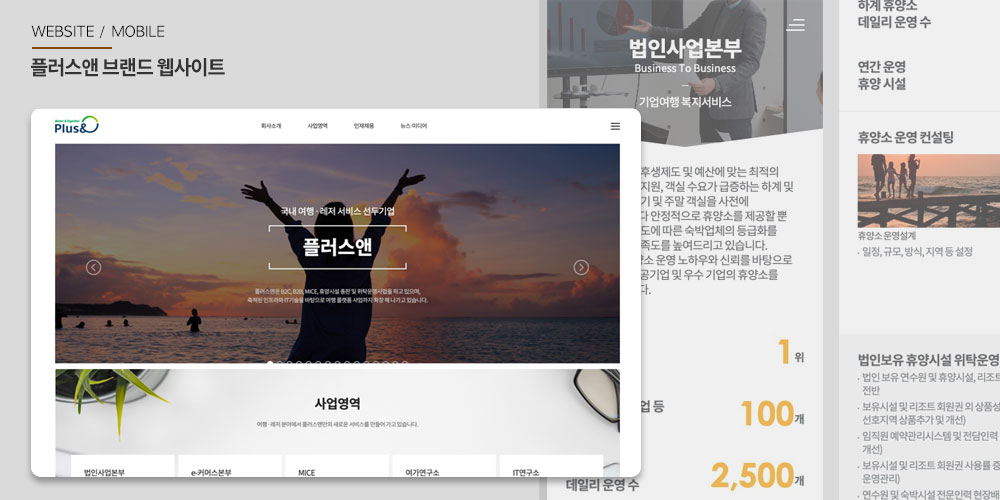 WEBSITE / MOBILE
플러스앤 브랜드 웹사이트
Better & Together
Plus&
회사소개
사업영역
인재채용
뉴스·미디어
국내 여행 · 레저 서비스 선두기업
플러스앤
플러스앤은 B2C, B2B, MICE, 휴양시설 총판 및 위탁운영사업을 하고 있으며,
축적된 인프라와 IT기술을 바탕으로 여행 플랫폼 사업까지 확장 해 나가고 있습니다.
사업영역
여행 · 레저 분야에서 플러스앤만의 새로운 서비스를 만들어 가고 있습니다.
법인사업본부
e-커머스본부
MICE
여가연구소
IT연구소
법인사업본부
Business To Business
기업여행 복지서비스
후생제도 및 예산에 맞는 최적의
지원, 객실 수요가 급증하는 하계 및
기 및 주말 객실을 사전에
다 안정적으로 휴양소를 제공할 뿐
도에 따른 숙박업체의 등급화를
족도를 높여드리고 있습니다.
소 운영 노하우와 신뢰를 바탕으로
공기업 및 우수 기업의 휴양소를
다.
1위
업 등
100개
2,500개
데일리 운영 수
하계 휴양소
데일리 운영 수
연간 운영
휴양 시설
휴양소 운영 컨설팅
휴양소 운영설계
· 일정, 규모, 방식, 지역 등 설정
법인보유 휴양시설 위탁운영
· 법인 보유 연수원 및 휴양시설, 리조트
전반
· 보유시설 및 리조트 회원권 외 상품성
선호지역 상품추가 및 개선)
· 임직원 예약관리시스템 및 전담인력
개선)
· 보유시설 및 리조트 회원권 사용률 증
운영관리)
· 연수원 및 숙박시설 전문인력 현장배